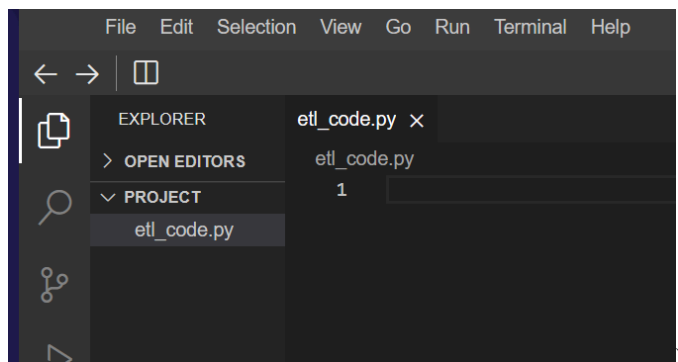 File Edit Selection View Go Run Terminal Help
EXPLORER
OPEN EDITORS
PROJECT
etl_code.py
etl_code.py
etl_code.py
1